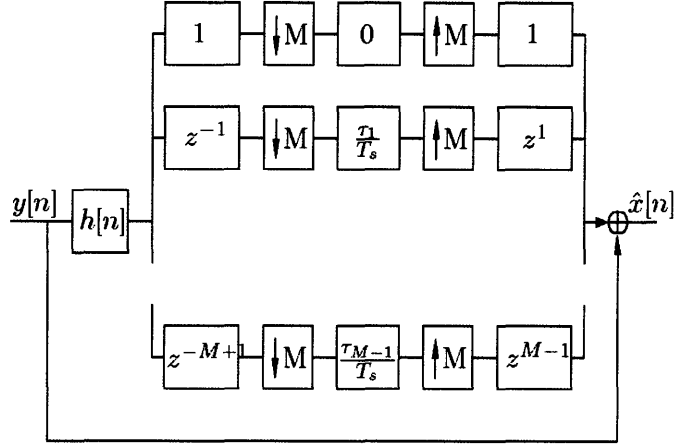 1 ↓M 0 ↑M 1
z^{-1} ↓M τ_1/T_s ↑M z^1
y[n] h[n] x̂[n]
z^{-M+1} ↓M τ_{M-1}/T_s ↑M z^{M-1}